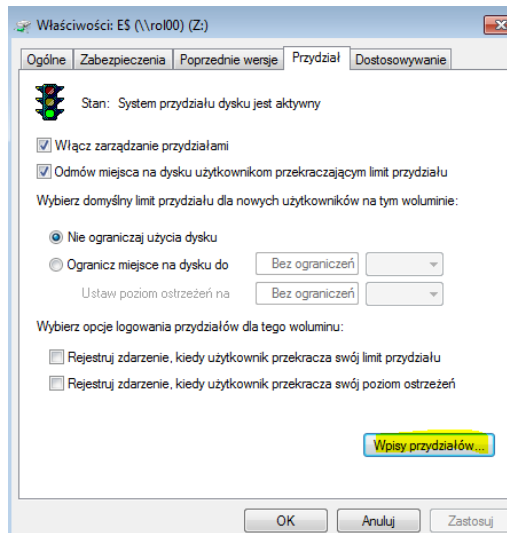 Właściwości: E$ (\\rol00) (Z:)
Ogólne Zabezpieczenia Poprzednie wersje Przydział Dostosowywanie
Stan: System przydziału dysku jest aktywny
Włącz zarządzanie przydziałami
Odmów miejsca na dysku użytkownikom przekraczającym limit przydziału
Wybierz domyślny limit przydziału dla nowych użytkowników na tym woluminie:
Nie ograniczaj użycia dysku
Ogranicz miejsce na dysku do Bez ograniczeń
Ustaw poziom ostrzeżeń na Bez ograniczeń
Wybierz opcje logowania przydziałów dla tego woluminu:
Rejestruj zdarzenie, kiedy użytkownik przekracza swój limit przydziału
Rejestruj zdarzenie, kiedy użytkownik przekracza swój poziom ostrzeżeń
Wpisy przydziałów...
OK Anuluj Zastosuj